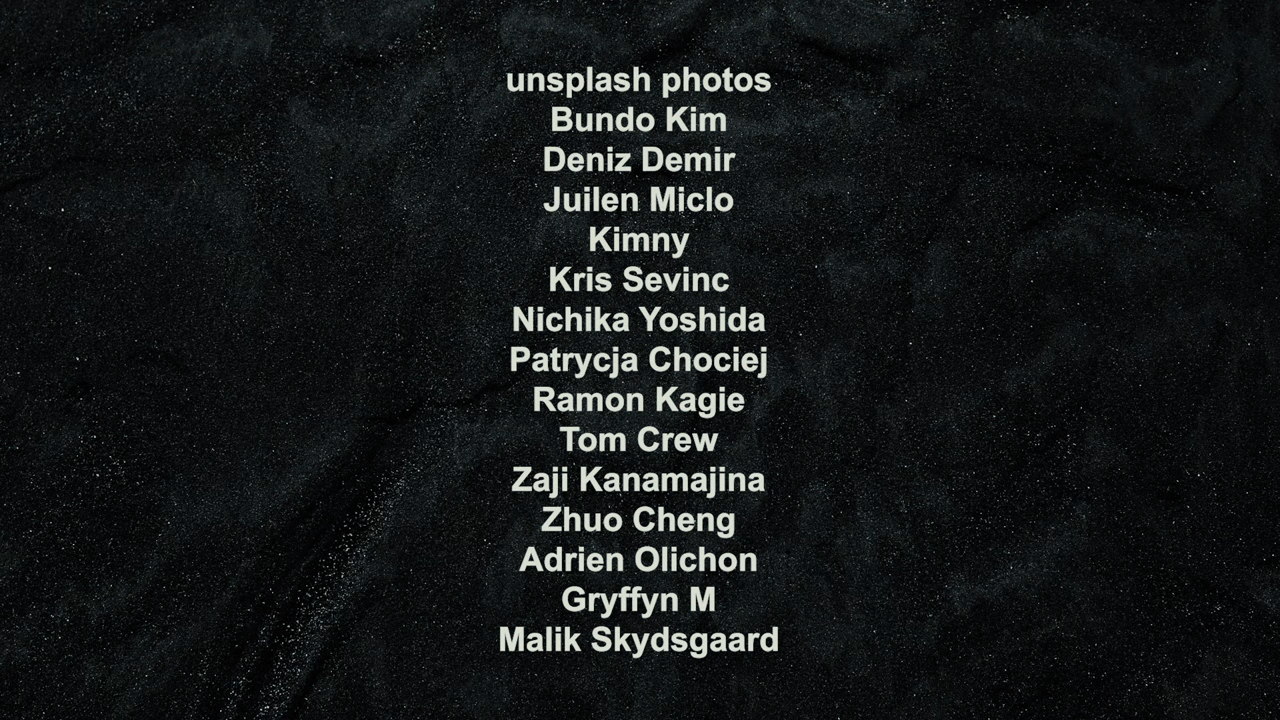 unsplash photos
Bundo Kim
Deniz Demir
Juilen Miclo
Kimny
Kris Sevinc
Nichika Yoshida
Patrycja Chociej
Ramon Kagie
Tom Crew
Zaji Kanamajina
Zhuo Cheng
Adrien Olichon
Gryffyn M
Malik Skydsgaard